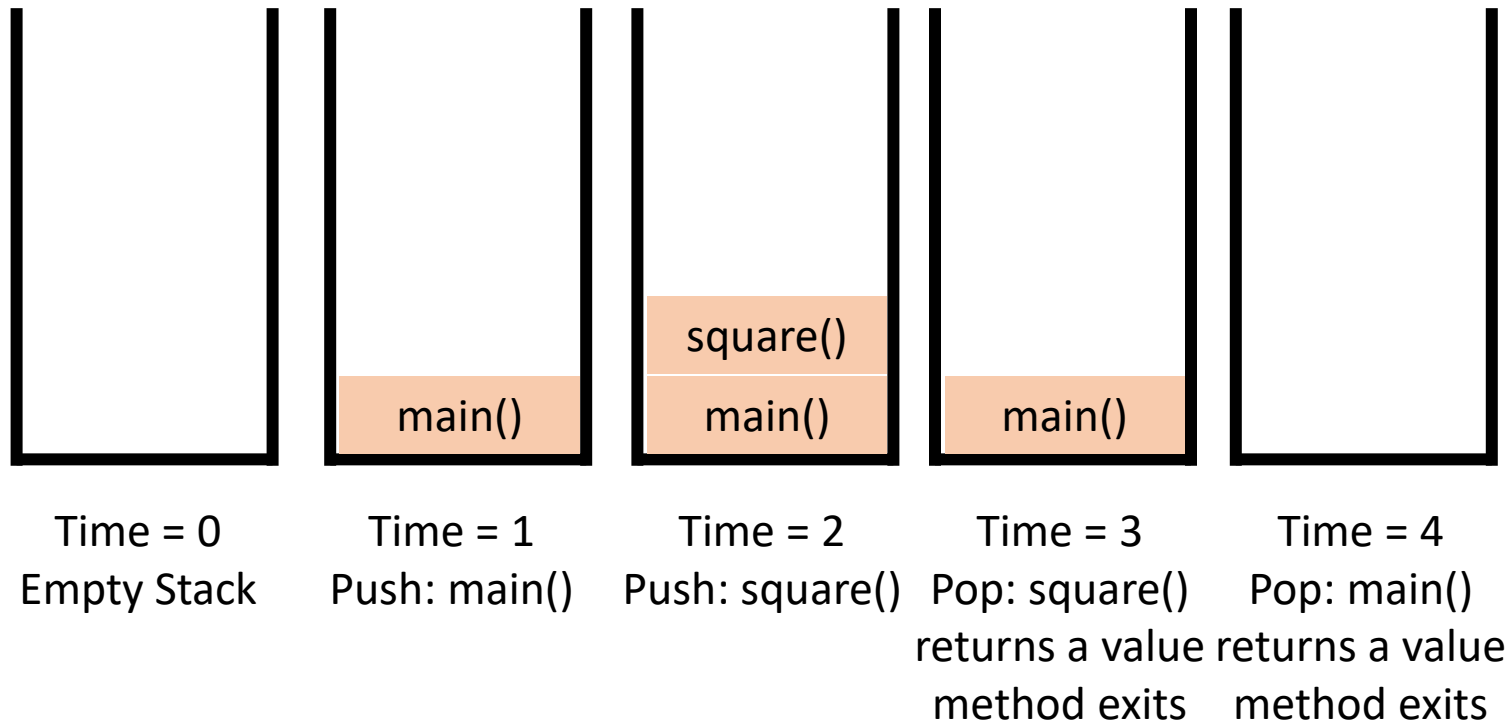 square()
main()
main()
main()
Time = 0
Empty Stack
Time = 1
Push: main()
Time = 2
Push: square()
Time = 3
Pop: square()
returns a value
method exits
Time = 4
Pop: main()
returns a value
method exits